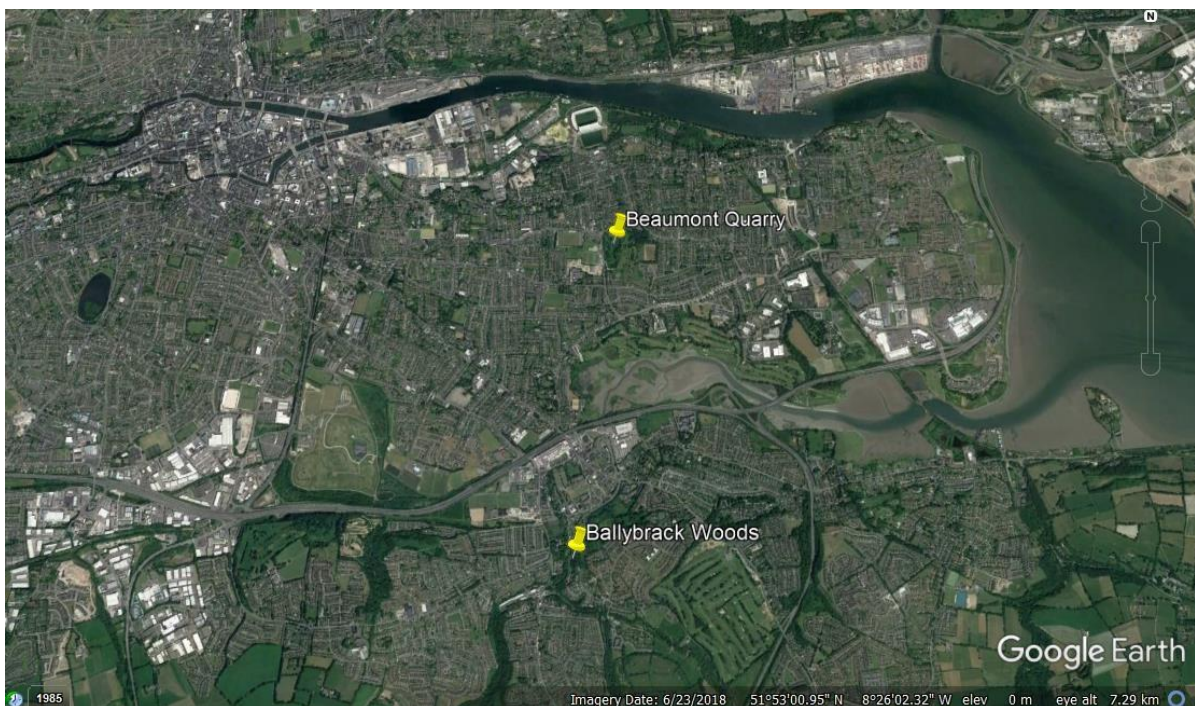 N
Beaumont Quarry
Ballybrack Woods
Google Earth
1985
Imagery Date: 6/23/2018 51°53'00.95" N 8°26'02.32" W elev 0 m eye alt 7.29 km